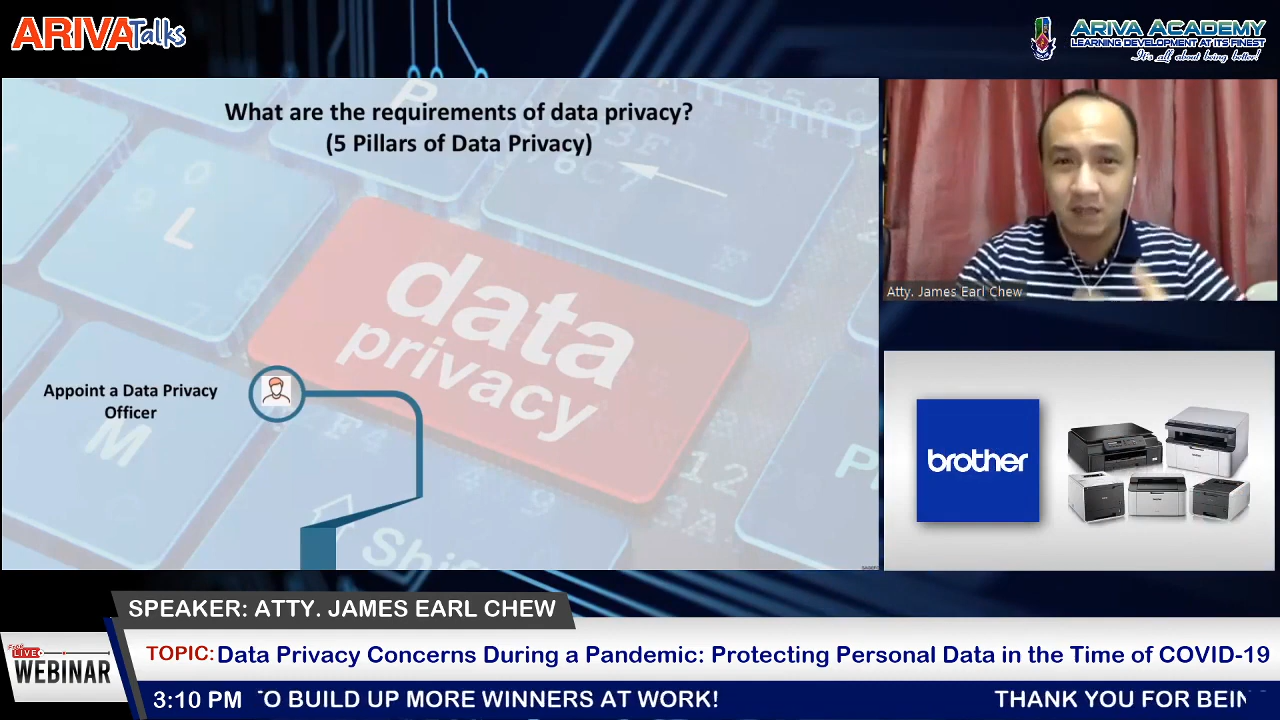 ARIVATalks
ARIVA ACADEMY
LEARNING DEVELOPMENT AT ITS FINEST
It's all about being better!
What are the requirements of data privacy?
(5 Pillars of Data Privacy)
data
privacy
L
M
Shif
Appoint a Data Privacy
Officer
Atty. James Earl Chew
brother
SPEAKER: ATTY. JAMES EARL CHEW
Free
LIVE
WEBINAR
TOPIC: Data Privacy Concerns During a Pandemic: Protecting Personal Data in the Time of COVID-19
3:10 PM TO BUILD UP MORE WINNERS AT WORK! THANK YOU FOR BEIN